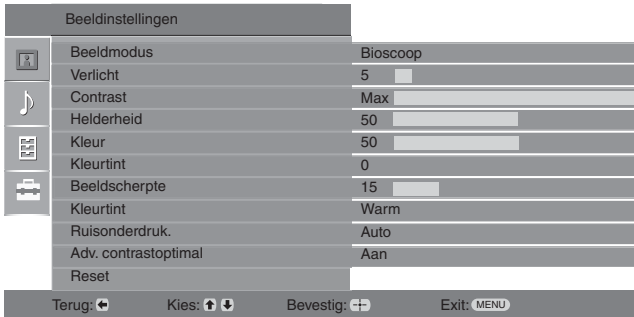 Beeldinstellingen
Beeldmodus Bioscoop
Verlicht 5
Contrast Max
Helderheid 50
Kleur 50
Kleurtint 0
Beeldscherpte 15
Kleurtint Warm
Ruisonderdruk. Auto
Adv. contrastoptimal Aan
Reset
Terug: Kies: Bevestig: Exit: MENU